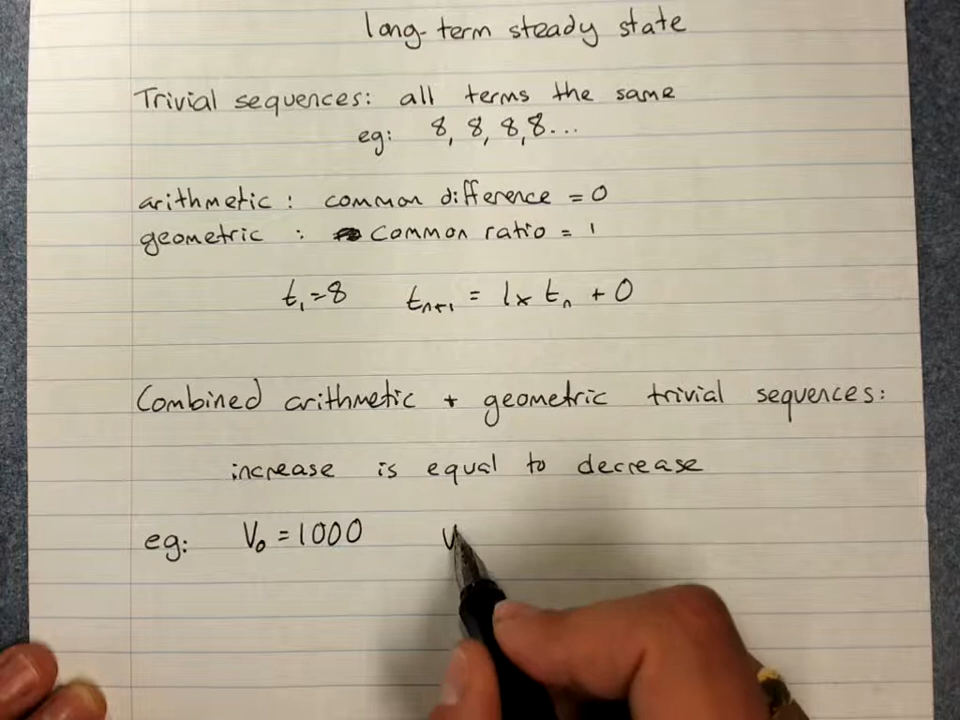 long-term steady state
Trivial sequences: all terms the same
eg: 8, 8, 8, 8...
arithmetic: common difference = 0
geometric: common ratio = 1
t₁=8 tₙ₊₁ = 1× tₙ + 0
Combined arithmetic + geometric trivial sequences:
increase is equal to decrease
eg: V₀ = 1000 V